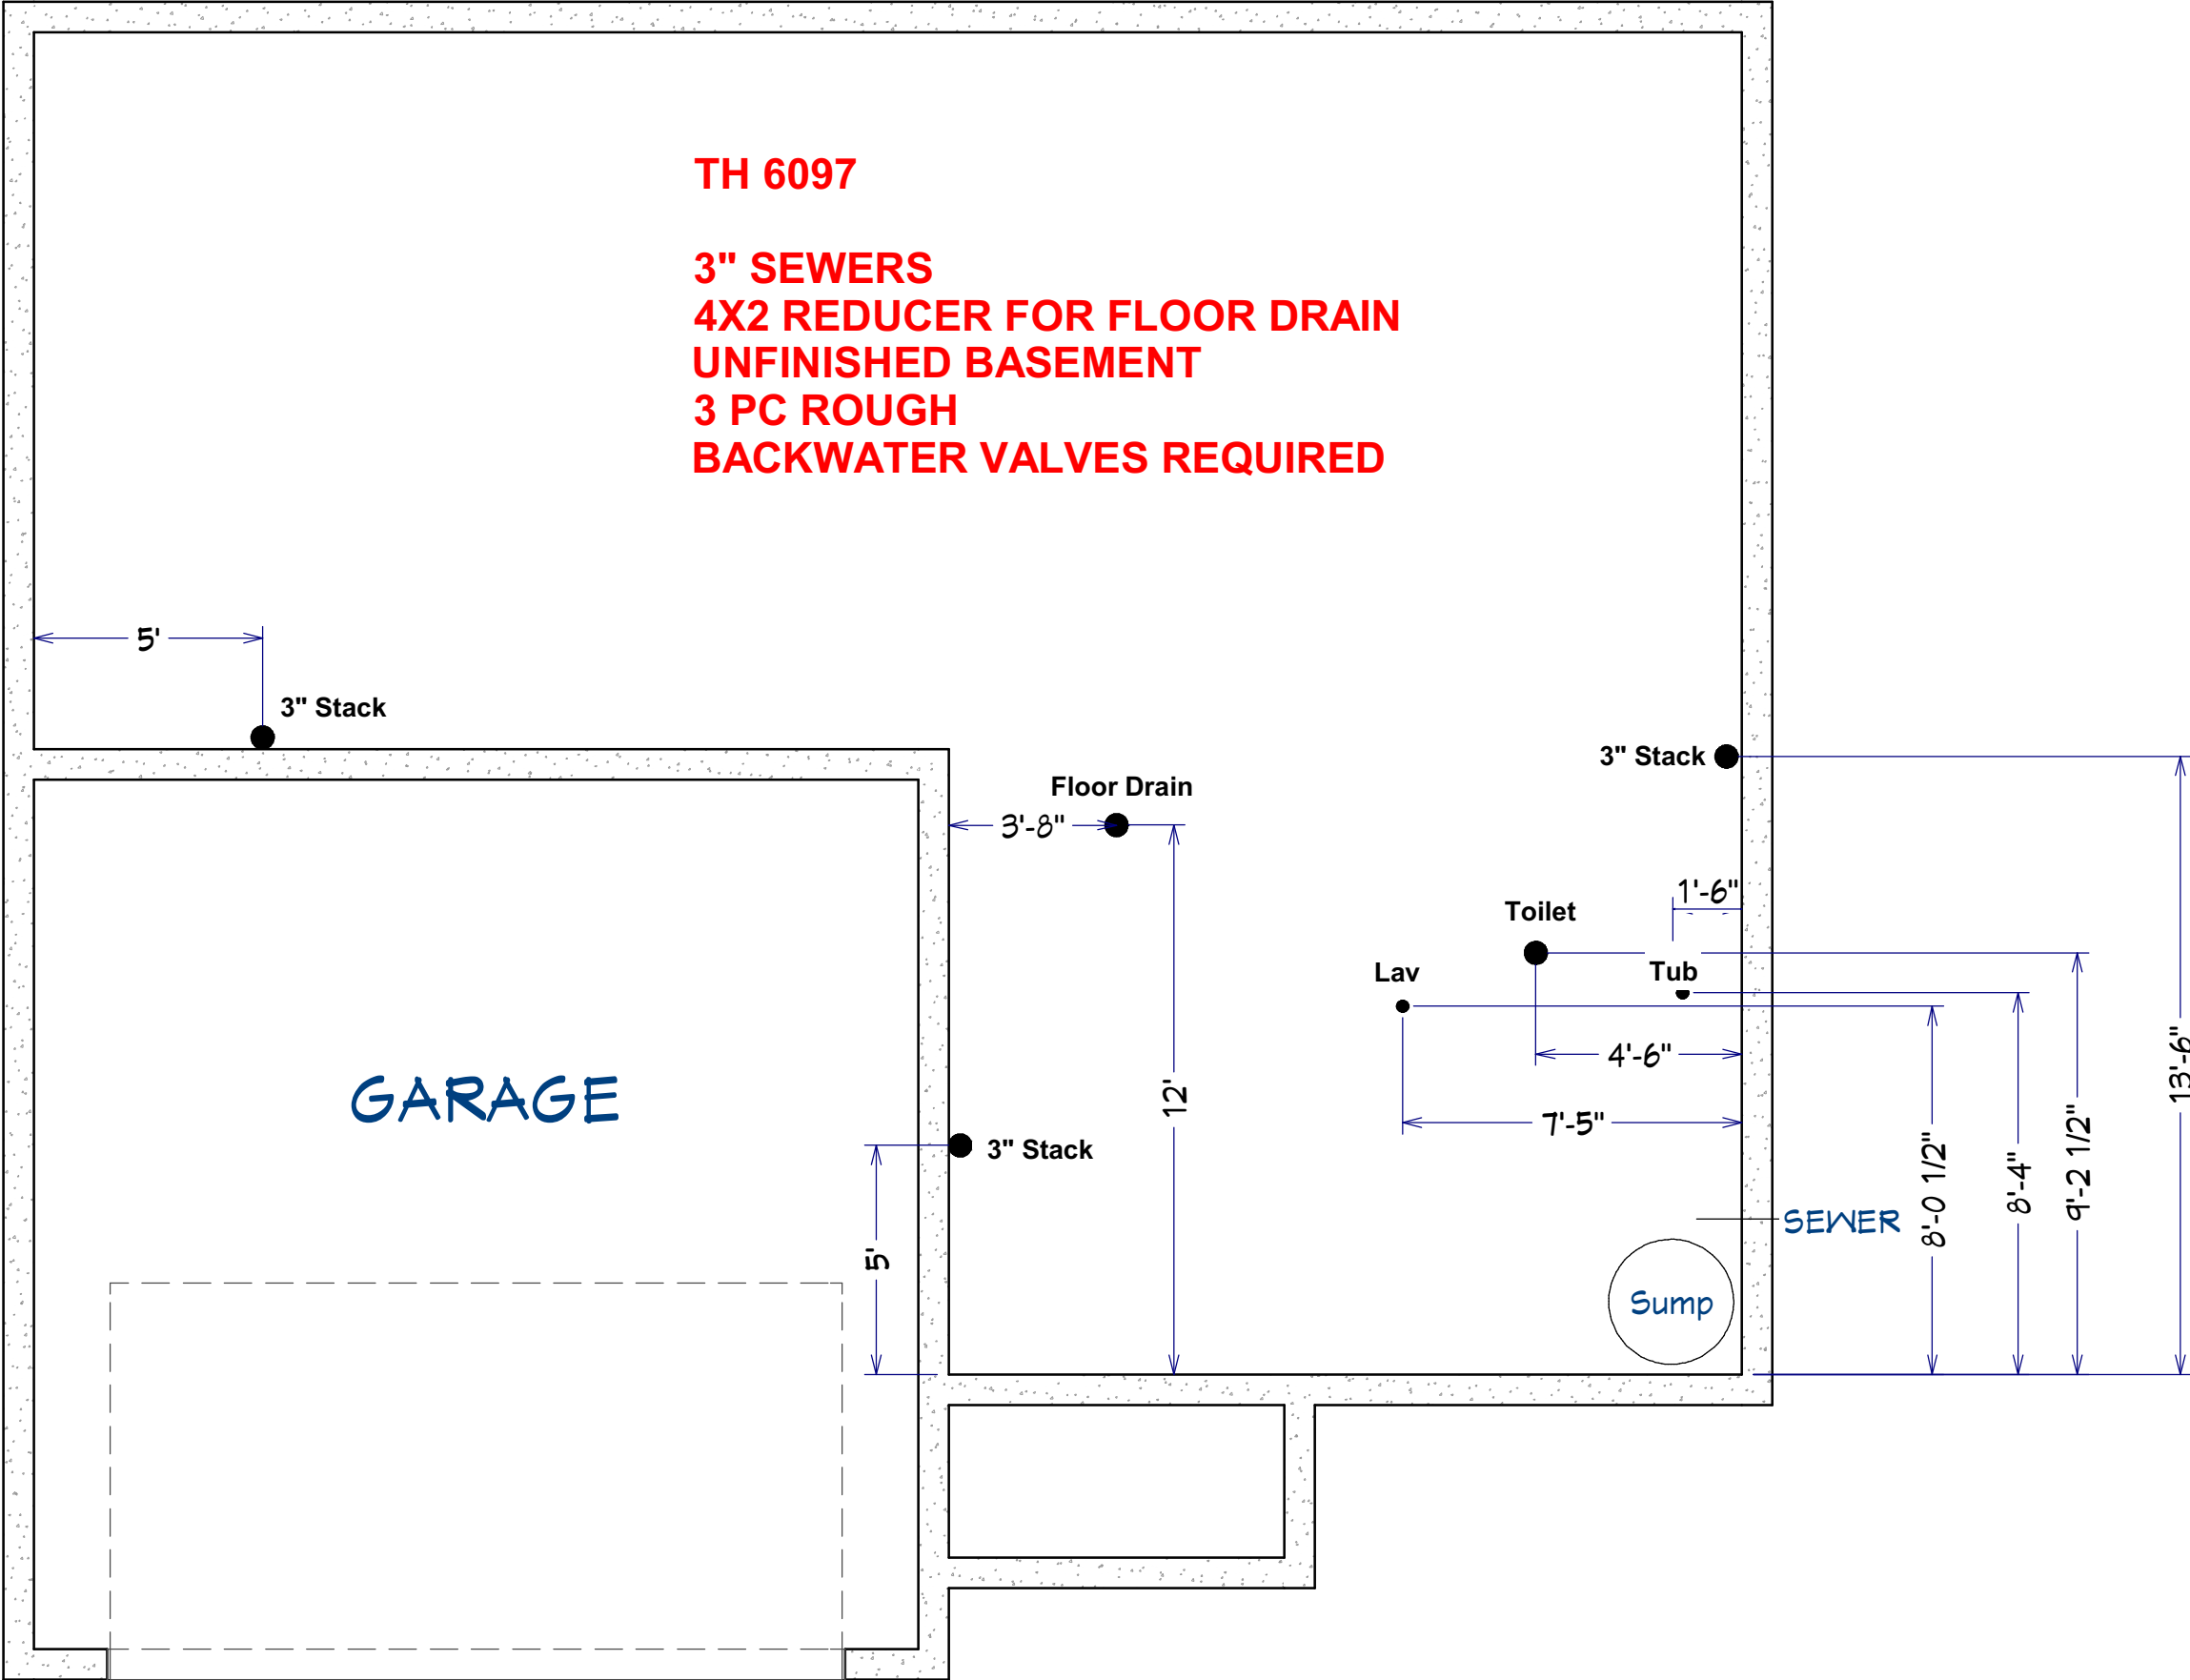 TH 6097
3" SEWERS
4X2 REDUCER FOR FLOOR DRAIN
UNFINISHED BASEMENT
3 PC ROUGH
BACKWATER VALVES REQUIRED
5'
3" Stack
3" Stack
Floor Drain
3'-8"
1'-6"
Toilet
Lav
Tub
4'-6"
GARAGE
12'
7'-5"
13'-6"
3" Stack
8'-0 1/2"
8'-4"
9'-2 1/2"
SEWER
5'
Sump